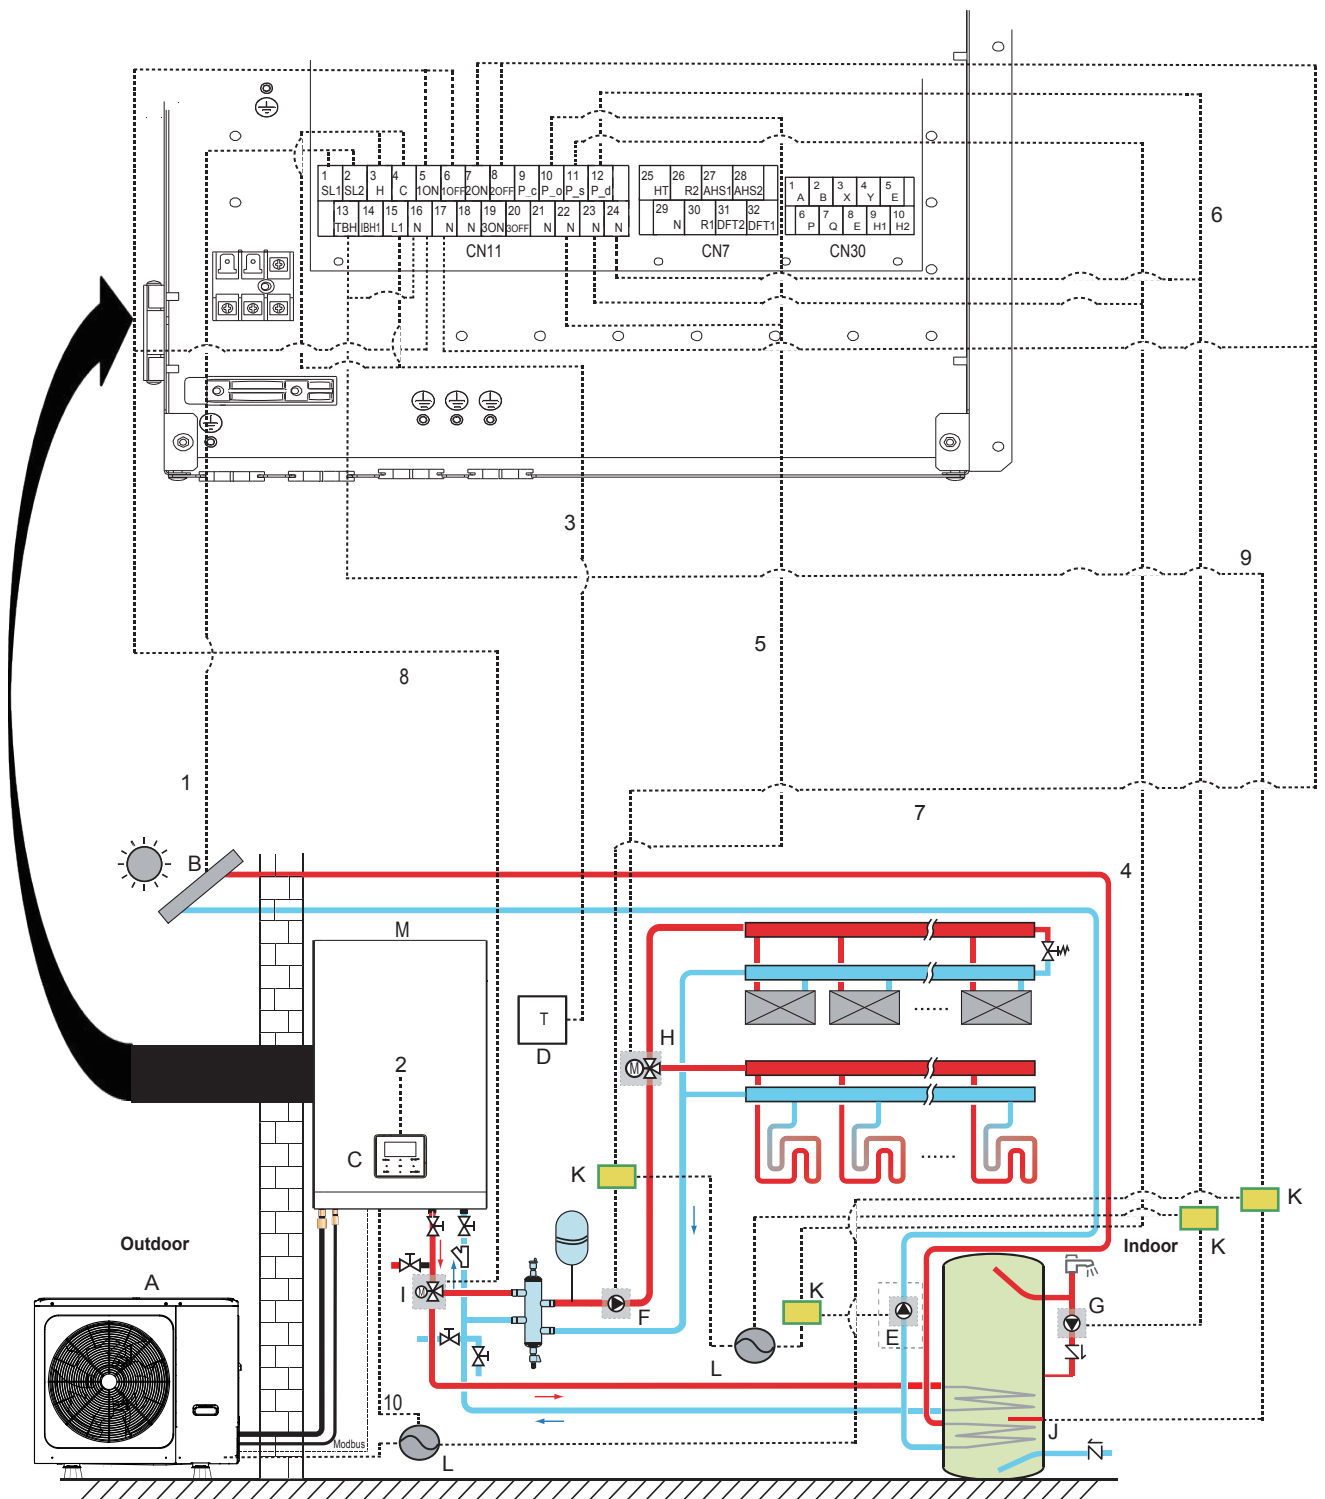 1 2 3 4 5 6 7 8 9 10 11 12
SL1 SL2 H C 1ON 1OFF 2ON 2OFF P_c P_o P_s P_d
13 14 15 16 17 18 19 20 21 22 23 24
TBH IBH1 L1 N N N 3ON 3OFF N N N N
CN11
25 26 27 28
HT R2 AHS1 AHS2
29 30 31 32
N R1 DFT2 DFT1
CN7
1 2 3 4 5
A B X Y E
6 7 8 9 10
P Q E H1 H2
CN30
6
3
9
5
8
1
7
B
4
M
T
D
H
M
2
C
K
K
K
Outdoor
Indoor
A
I
M
K
F
G
E
L
10
J
Modbus
L